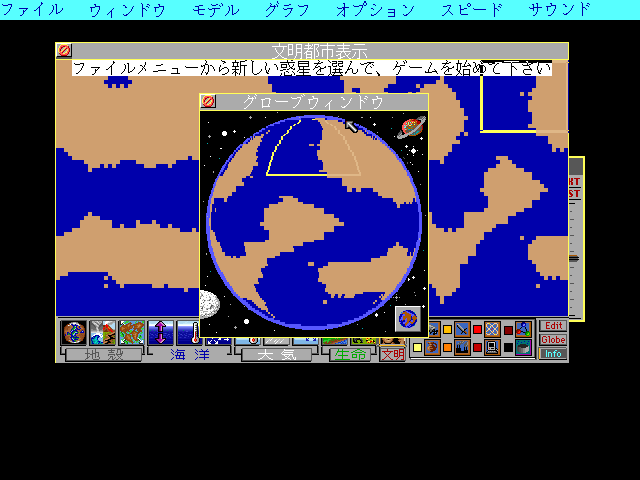 ファイル ウィンドウ モデル グラフ オプション スピード サウンド
文明都市表示
ファイルメニューから新しい惑星を選んで、ゲームを始めて下さい
グローブウィンドウ
Edit
Globe
Info
地殻 海洋 大気 生命 文明